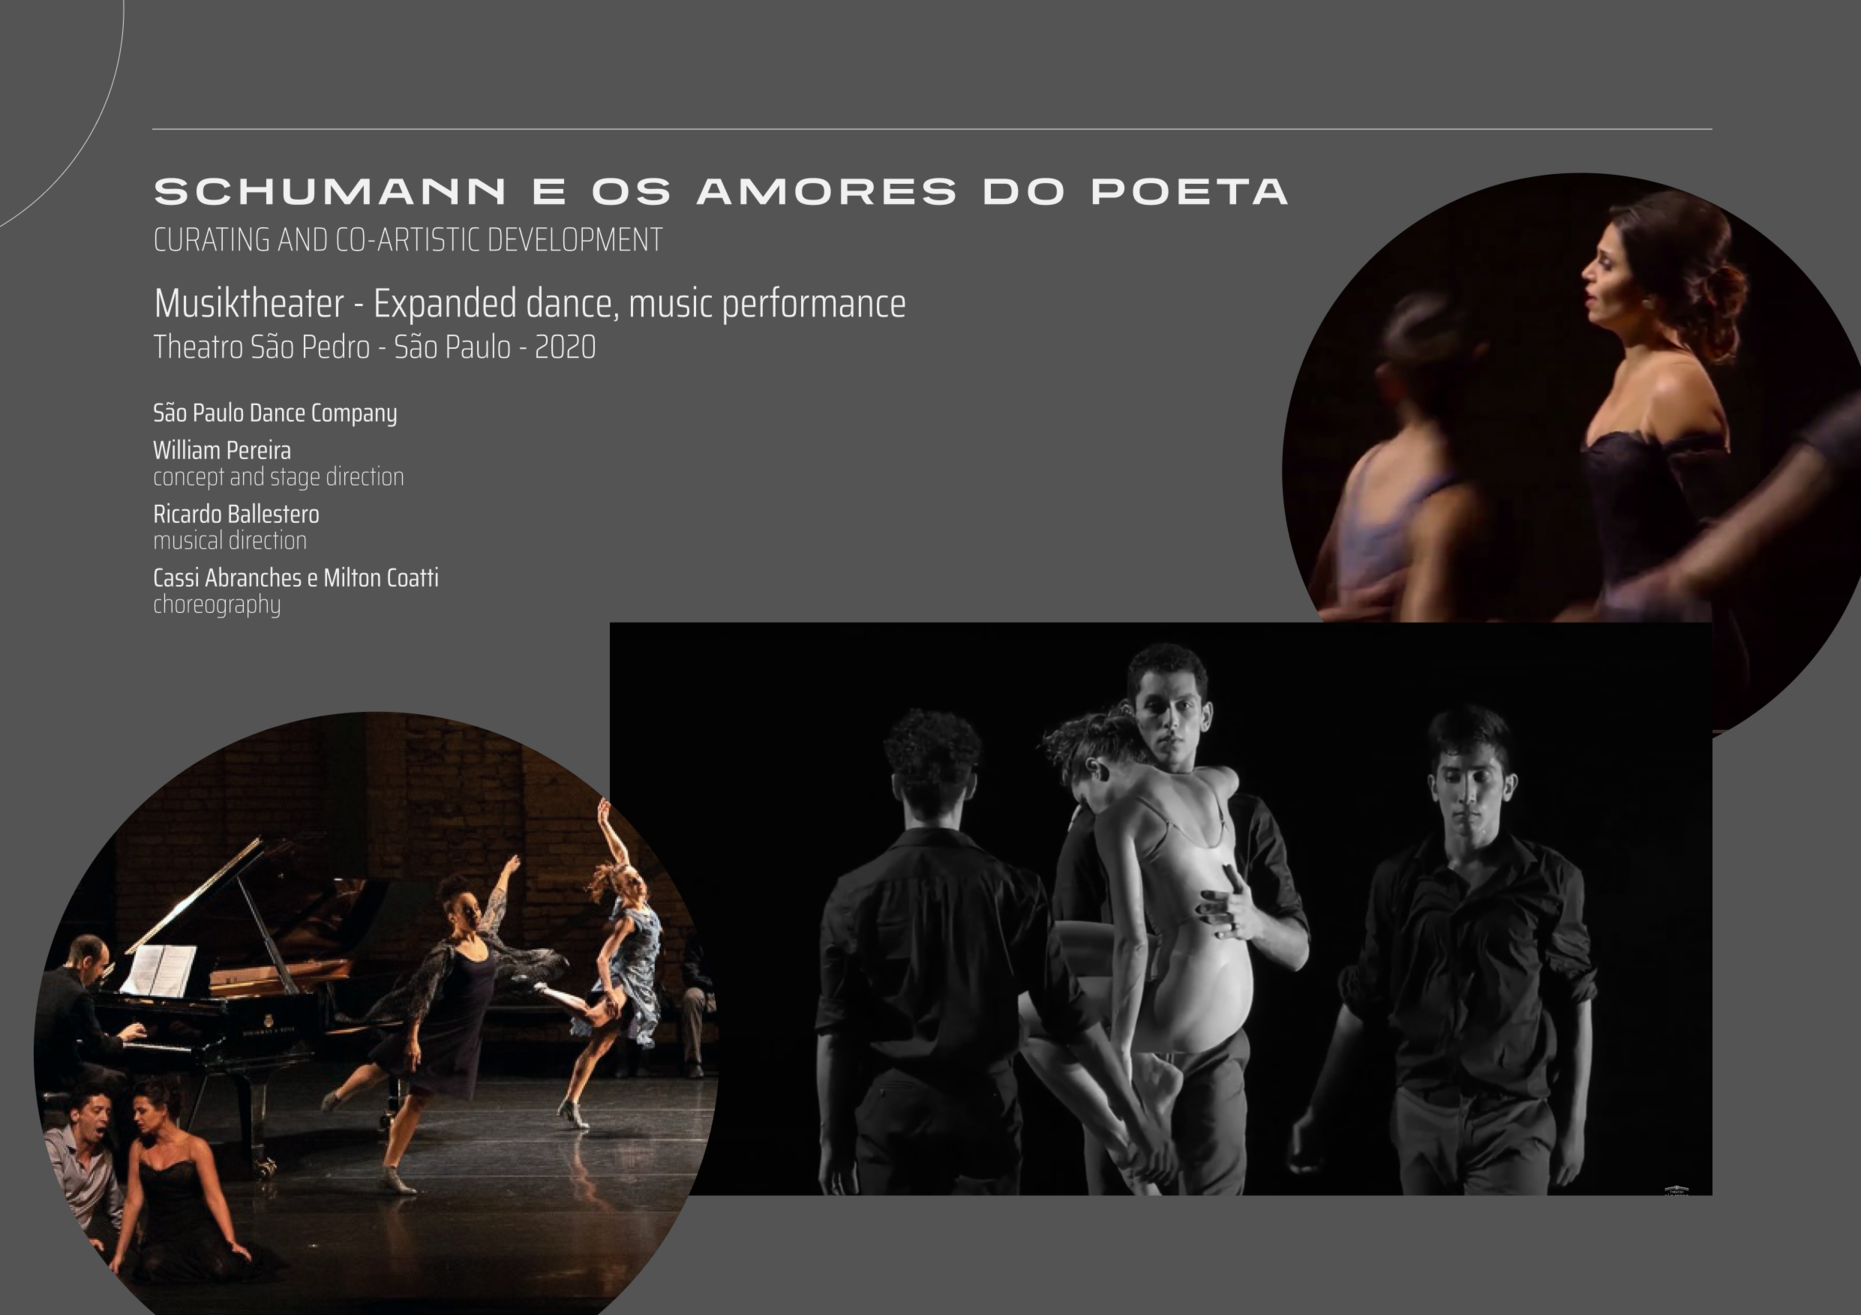 SCHUMANN E OS AMORES DO POETA
CURATING AND CO-ARTISTIC DEVELOPMENT
Musiktheater - Expanded dance, music performance
Theatro São Pedro - São Paulo - 2020
São Paulo Dance Company
William Pereira
concept and stage direction
Ricardo Ballestero
musical direction
Cassi Abranches e Milton Coatti
choreography